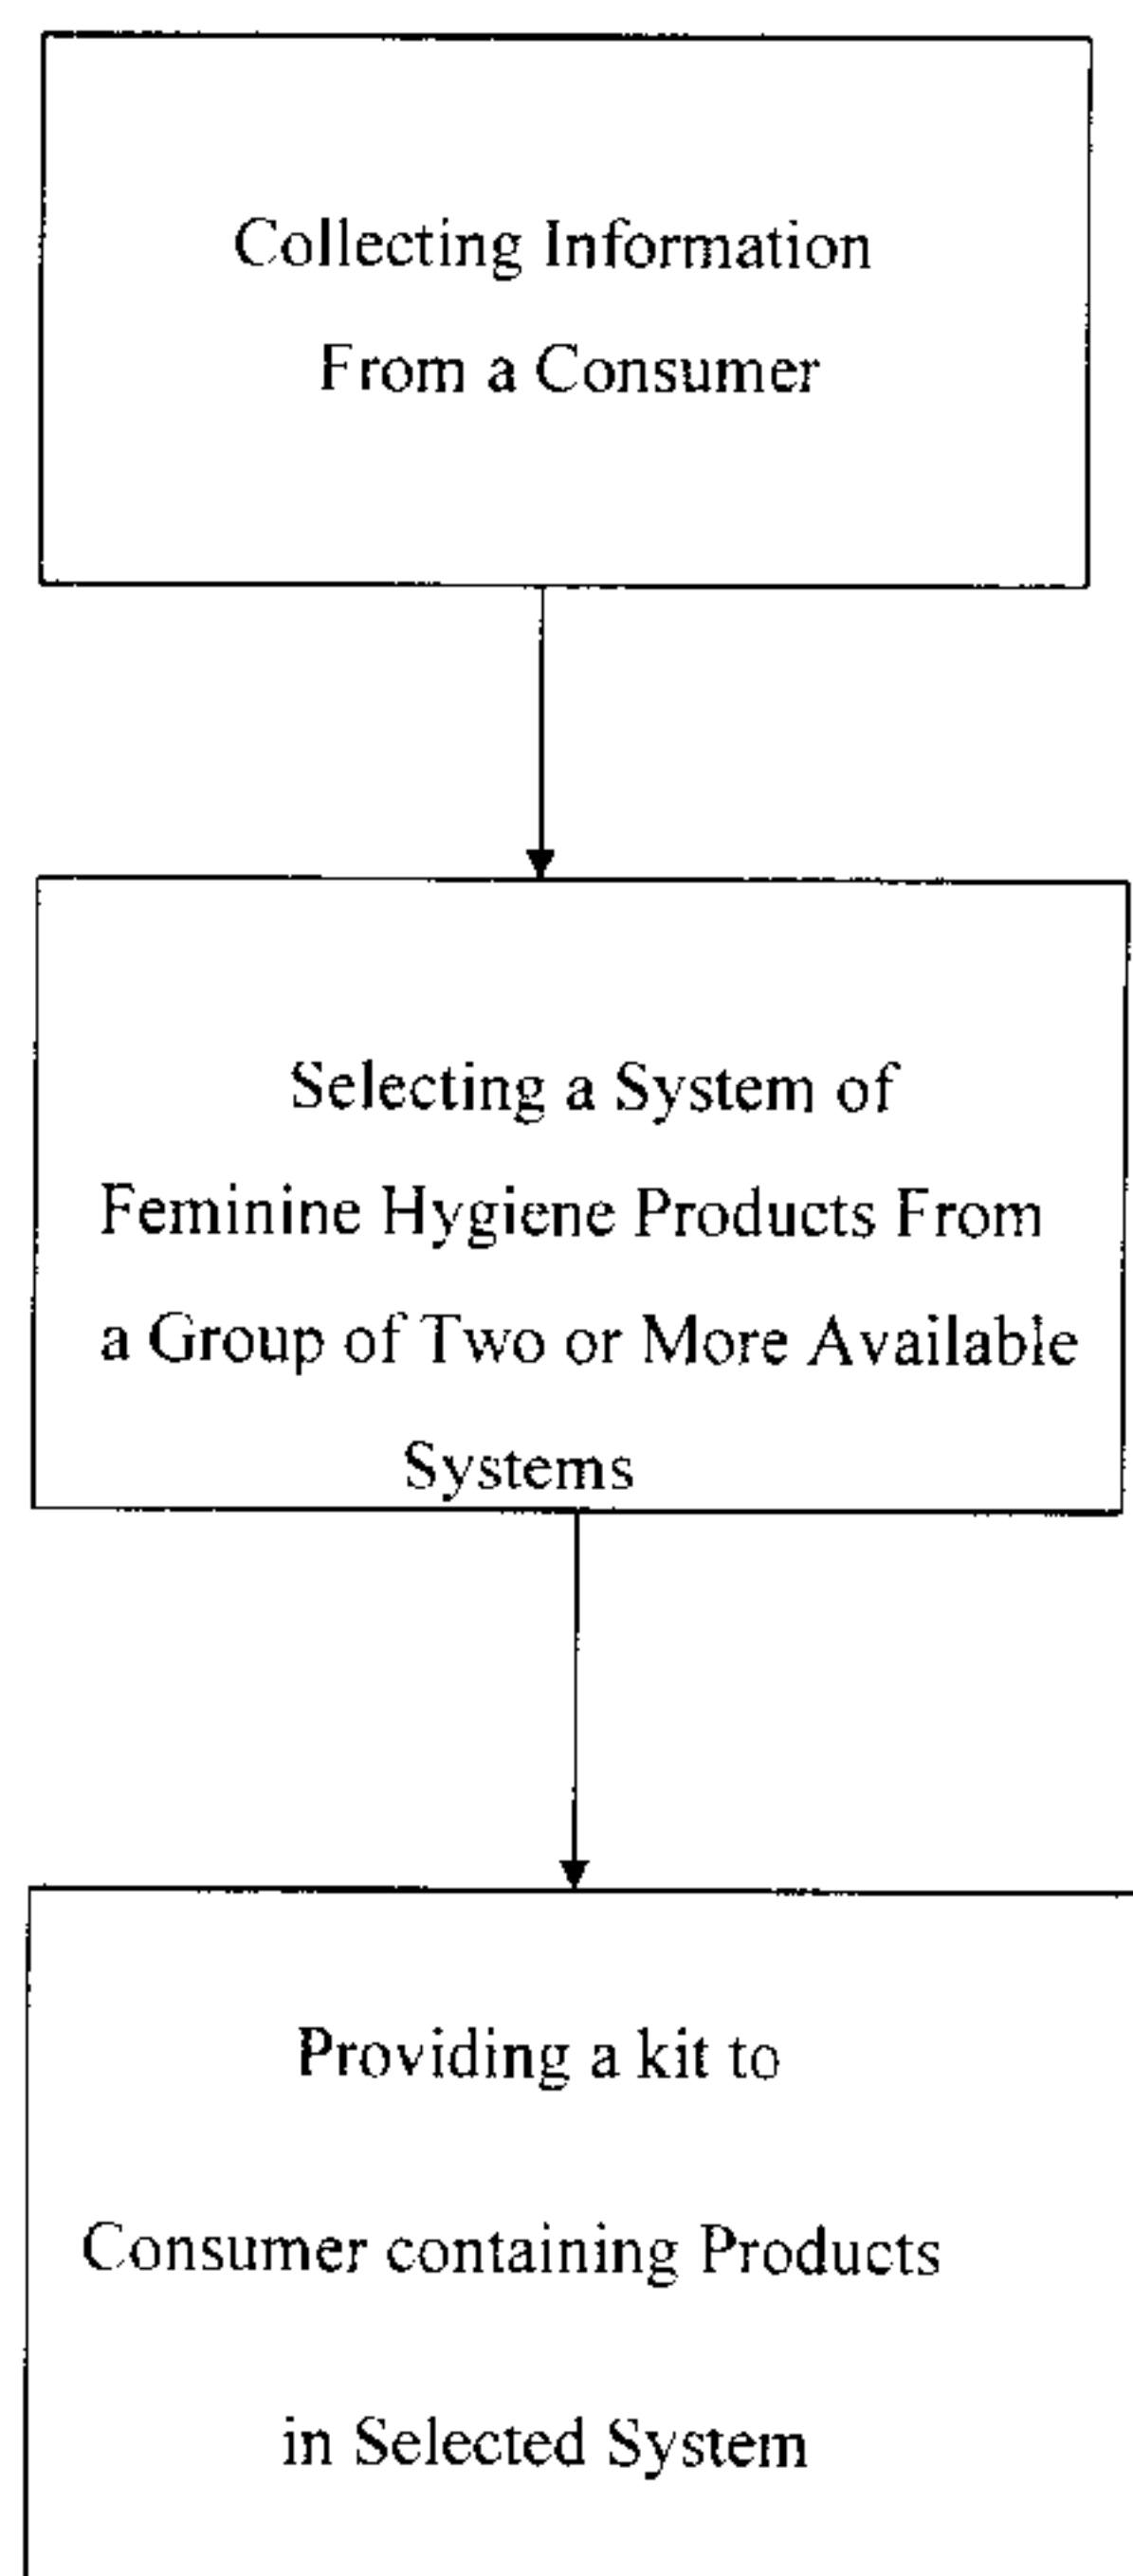 Collecting Information
From a Consumer
Selecting a System of
Feminine Hygiene Products From
a Group of Two or More Available
Systems
Providing a kit to
Consumer containing Products
in Selected System